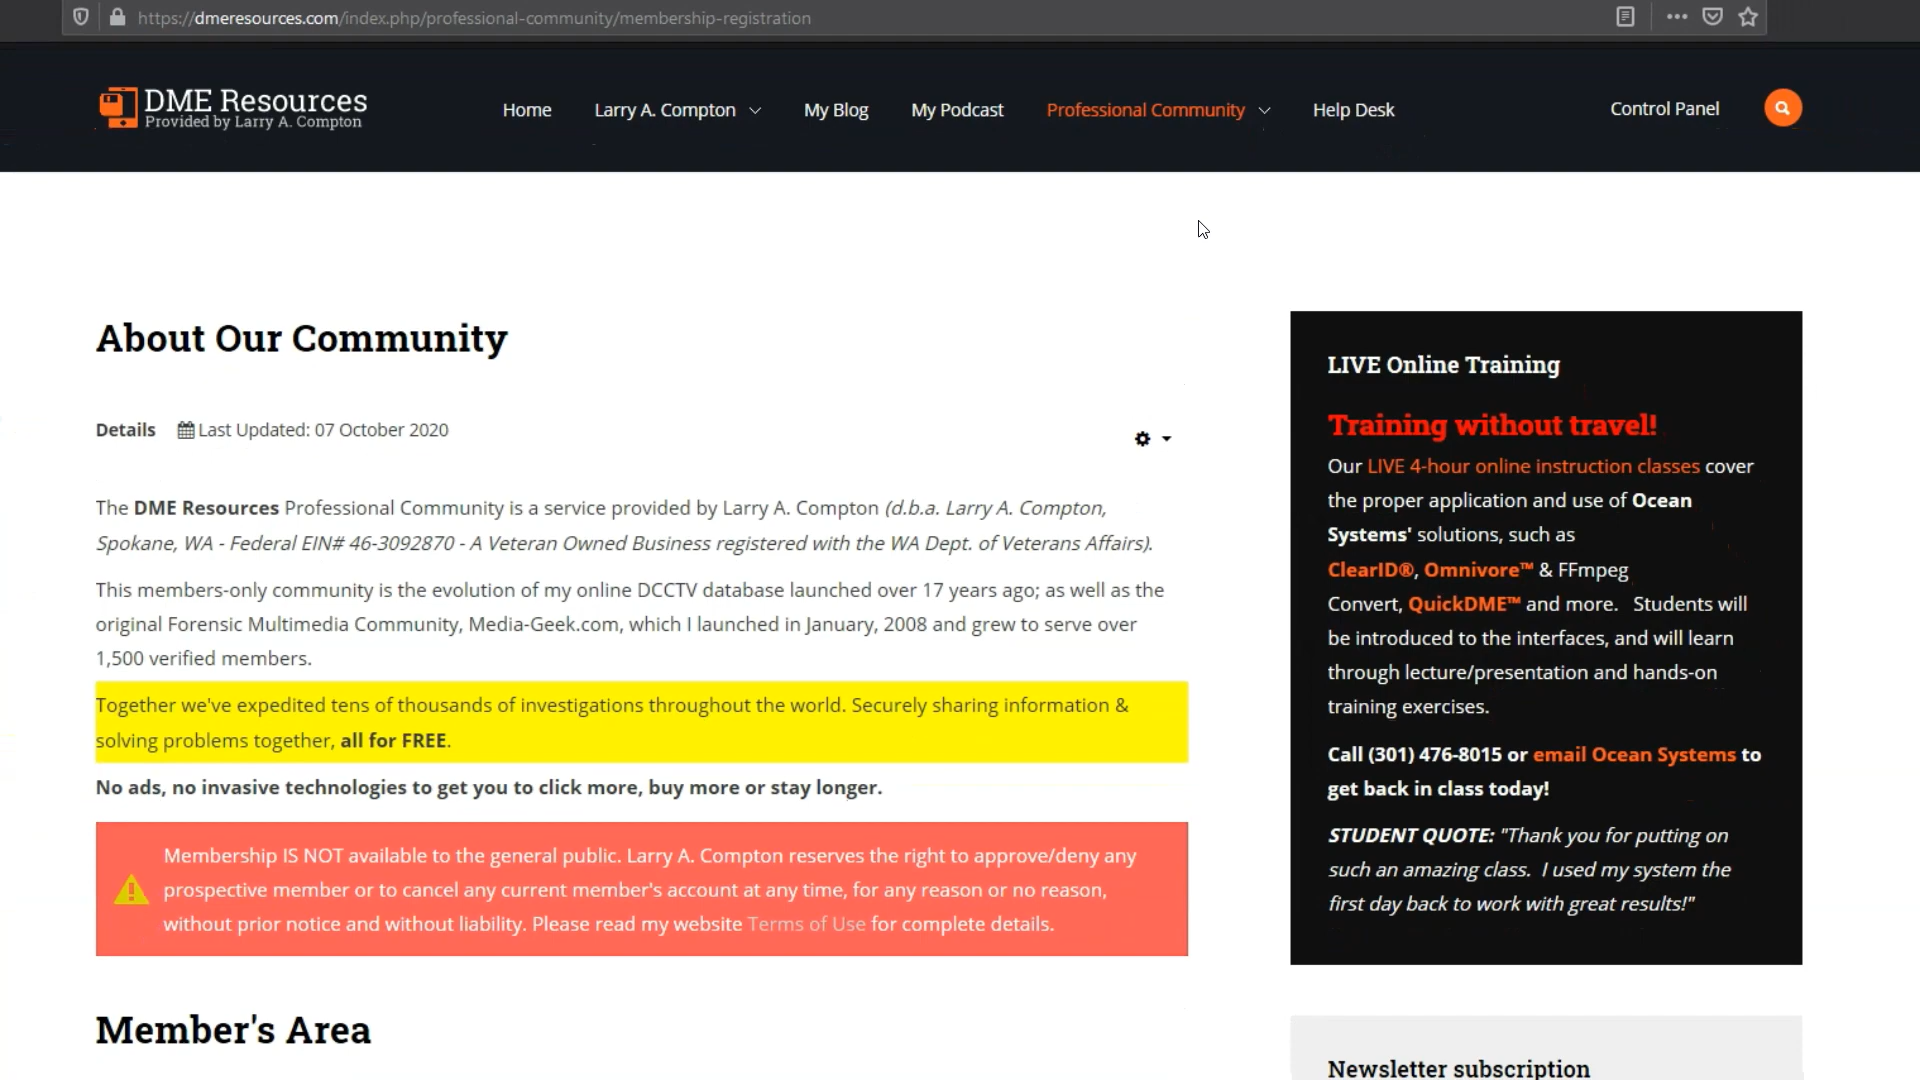 https://dmeresources.com/index.php/professional-community/membership-registration
DME Resources
Provided by Larry A. Compton
Home
Larry A. Compton
My Blog
My Podcast
Professional Community
Help Desk
Control Panel
About Our Community
Details Last Updated: 07 October 2020
The DME Resources Professional Community is a service provided by Larry A. Compton (d.b.a. Larry A. Compton,
Spokane, WA - Federal EIN# 46-3092870 - A Veteran Owned Business registered with the WA Dept. of Veterans Affairs).
This members-only community is the evolution of my online DCCTV database launched over 17 years ago; as well as the
original Forensic Multimedia Community, Media-Geek.com, which I launched in January, 2008 and grew to serve over
1,500 verified members.
Together we've expedited tens of thousands of investigations throughout the world. Securely sharing information &
solving problems together, all for FREE.
No ads, no invasive technologies to get you to click more, buy more or stay longer.
Membership IS NOT available to the general public. Larry A. Compton reserves the right to approve/deny any
prospective member or to cancel any current member's account at any time, for any reason or no reason,
without prior notice and without liability. Please read my website Terms of Use for complete details.
Member's Area
LIVE Online Training
Training without travel!
Our LIVE 4-hour online instruction classes cover
the proper application and use of Ocean
Systems' solutions, such as
ClearID®, Omnivore™ & FFmpeg
Convert, QuickDME™ and more. Students will
be introduced to the interfaces, and will learn
through lecture/presentation and hands-on
training exercises.
Call (301) 476-8015 or email Ocean Systems to
get back in class today!
STUDENT QUOTE: "Thank you for putting on
such an amazing class. I used my system the
first day back to work with great results!"
Newsletter subscription